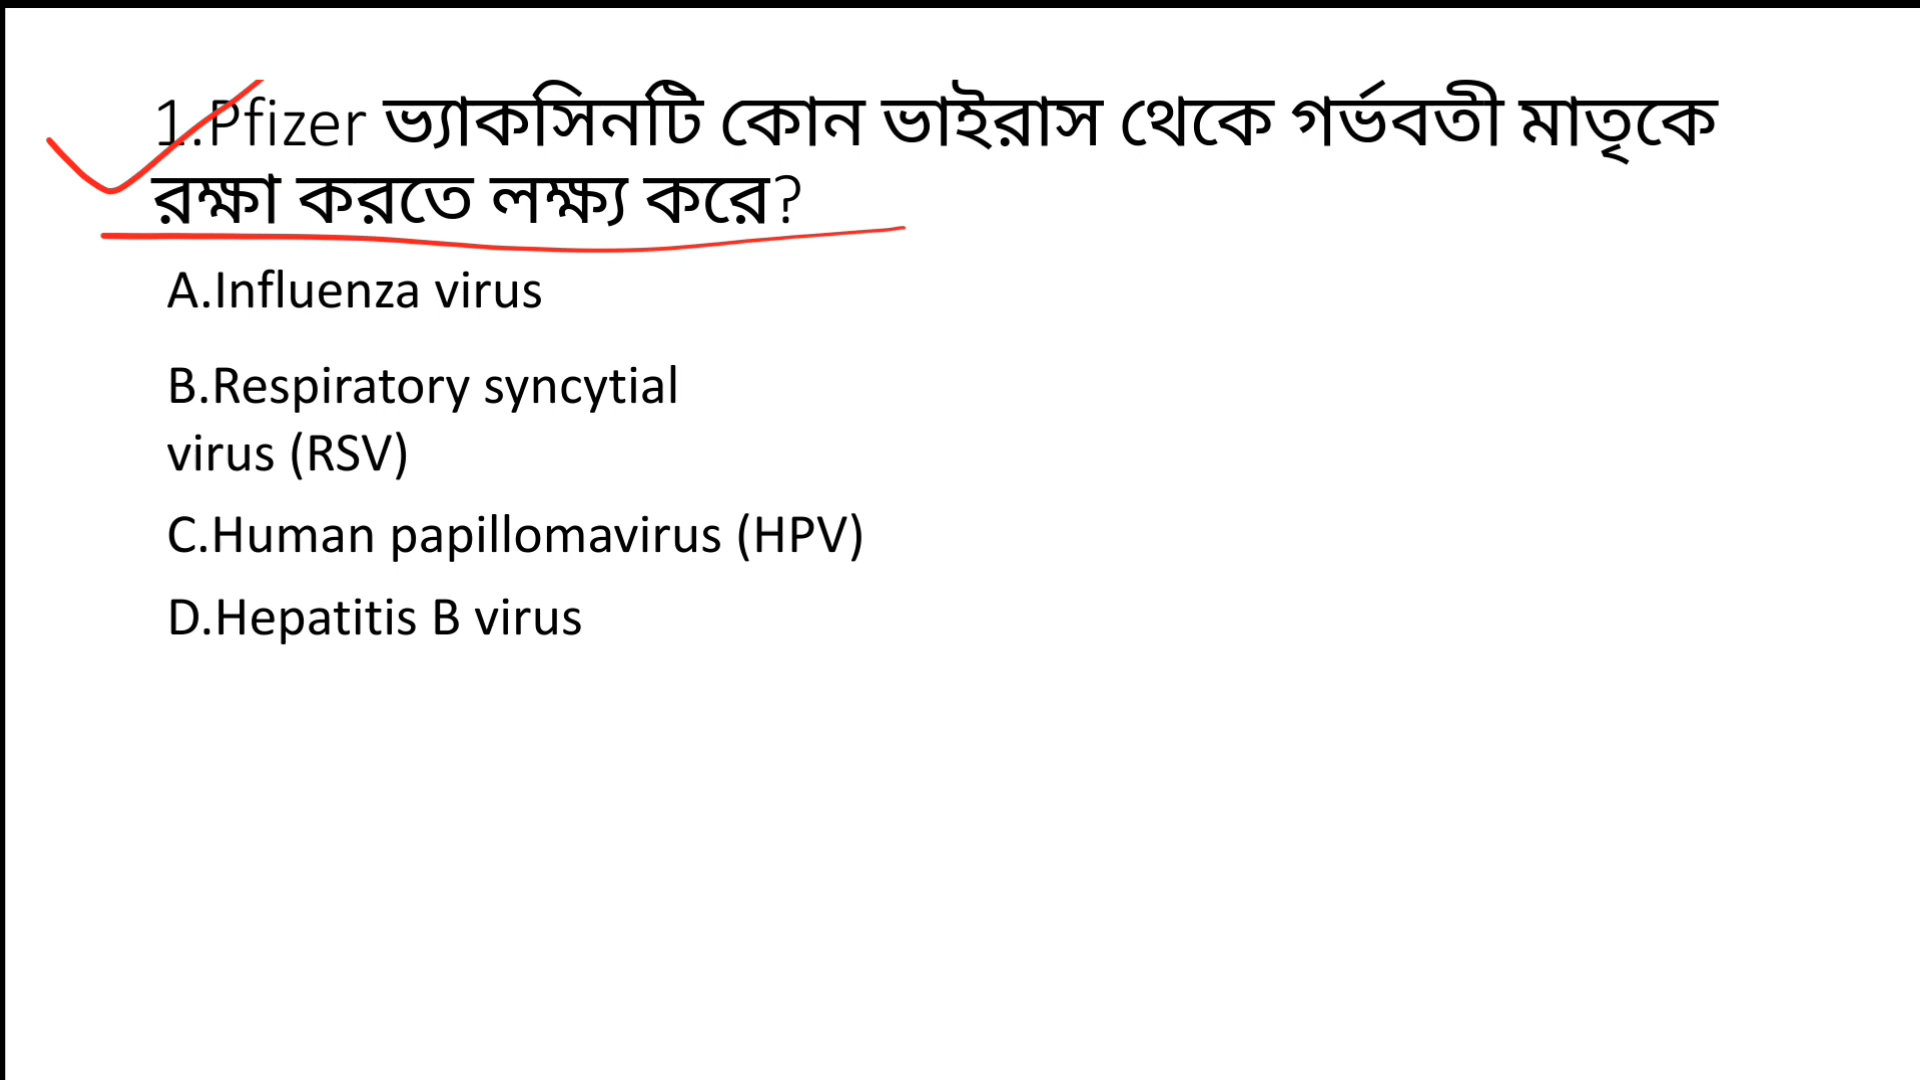 1.Pfizer ভ্যাকসিনটি কোন ভাইরাস থেকে গর্ভবতী মাতৃকে
রক্ষা করতে লক্ষ্য করে?
A.Influenza virus
B.Respiratory syncytial
virus (RSV)
C.Human papillomavirus (HPV)
D.Hepatitis B virus